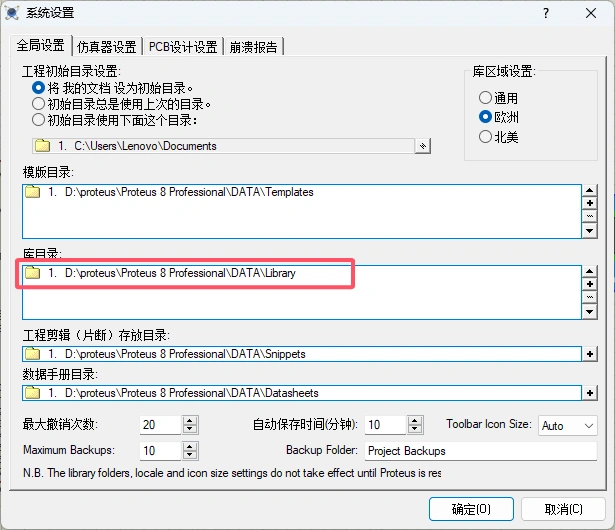 系统设置
全局设置 仿真器设置 PCB设计设置 崩溃报告
工程初始目录设置:
将 我的文档 设为初始目录。
初始目录总是使用上次的目录。
初始目录使用下面这个目录:
1. C:\Users\Lenovo\Documents
库区域设置:
通用
欧洲
北美
模版目录:
1. D:\proteus\Proteus 8 Professional\DATA\Templates
库目录:
1. D:\proteus\Proteus 8 Professional\DATA\Library
工程剪辑（片断）存放目录:
1. D:\proteus\Proteus 8 Professional\DATA\Snippets
数据手册目录:
1. D:\proteus\Proteus 8 Professional\DATA\Datasheets
最大撤销次数: 20 自动保存时间(分钟): 10 Toolbar Icon Size: Auto
Maximum Backups: 10 Backup Folder: Project Backups
N.B. The library folders, locale and icon size settings do not take effect until Proteus is res
确定(O) 取消(C)